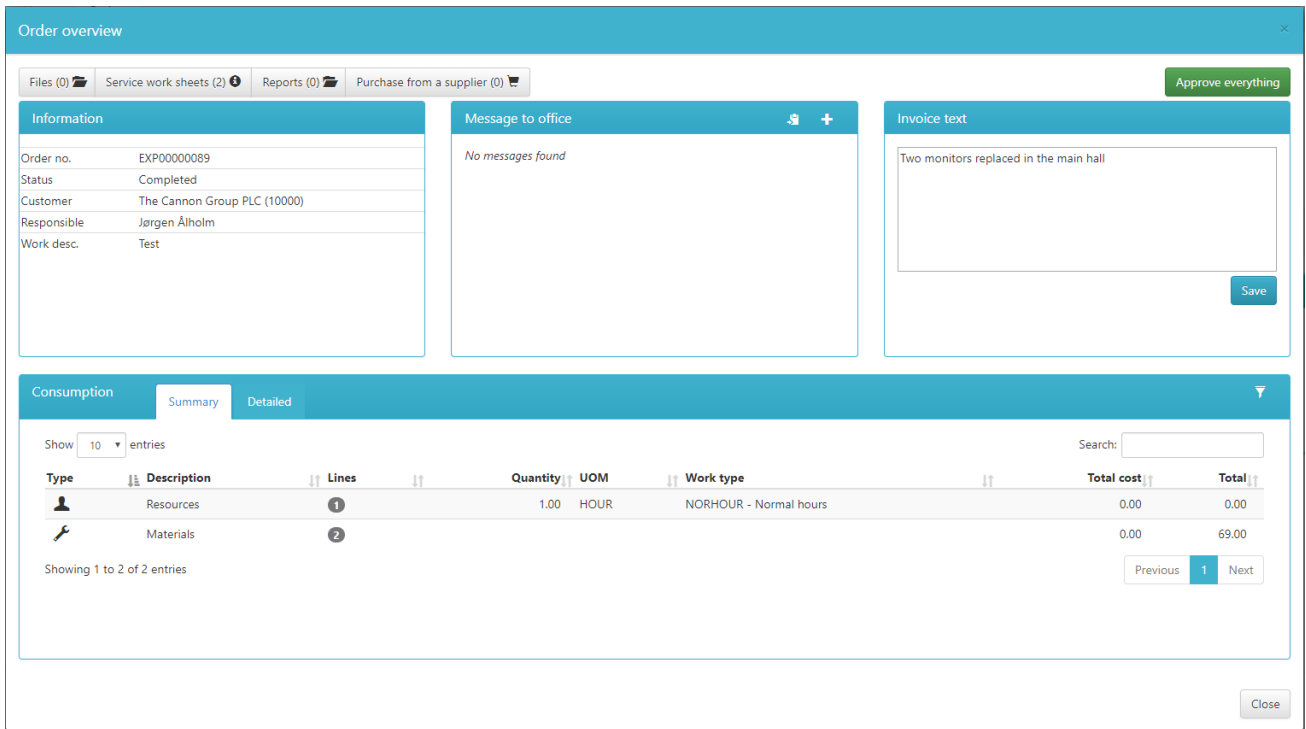 Order overview ×
Files (0) Service work sheets (2) Reports (0) Purchase from a supplier (0) Approve everything
Information
Order no. EXP00000089
Status Completed
Customer The Cannon Group PLC (10000)
Responsible Jørgen Ålholm
Work desc. Test
Message to office
No messages found
Invoice text
Two monitors replaced in the main hall
Save
Consumption Summary Detailed
Show 10 entries Search:
Type Description Lines Quantity UOM Work type Total cost Total
Resources 1 1.00 HOUR NORHOUR - Normal hours 0.00 0.00
Materials 2 0.00 69.00
Showing 1 to 2 of 2 entries Previous 1 Next
Close